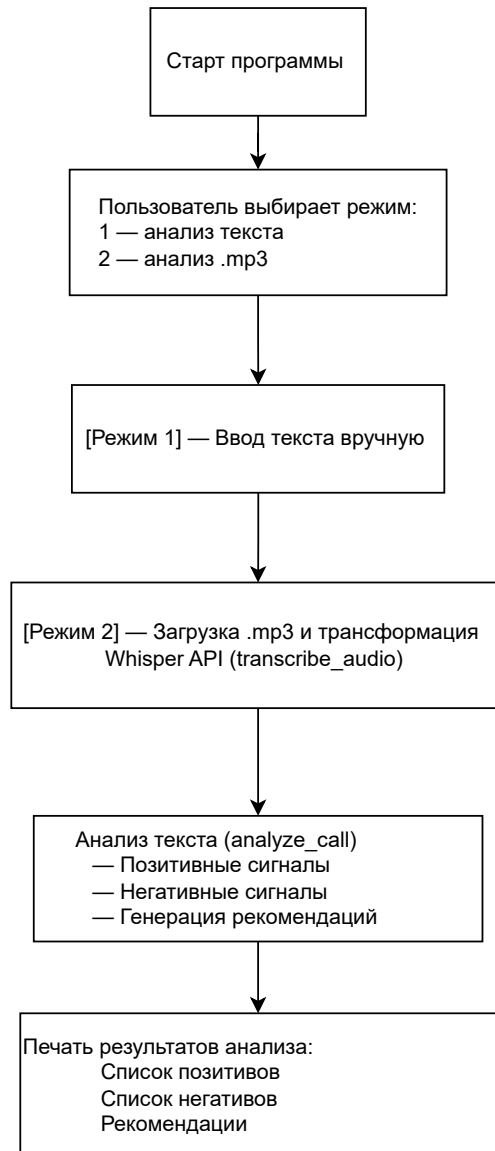 Старт программы
Пользователь выбирает режим:
1 — анализ текста
2 — анализ .mp3
[Режим 1] — Ввод текста вручную
[Режим 2] — Загрузка .mp3 и трансформация
Whisper API (transcribe_audio)
Анализ текста (analyze_call)
— Позитивные сигналы
— Негативные сигналы
— Генерация рекомендаций
Печать результатов анализа:
Список позитивов
Список негативов
Рекомендации